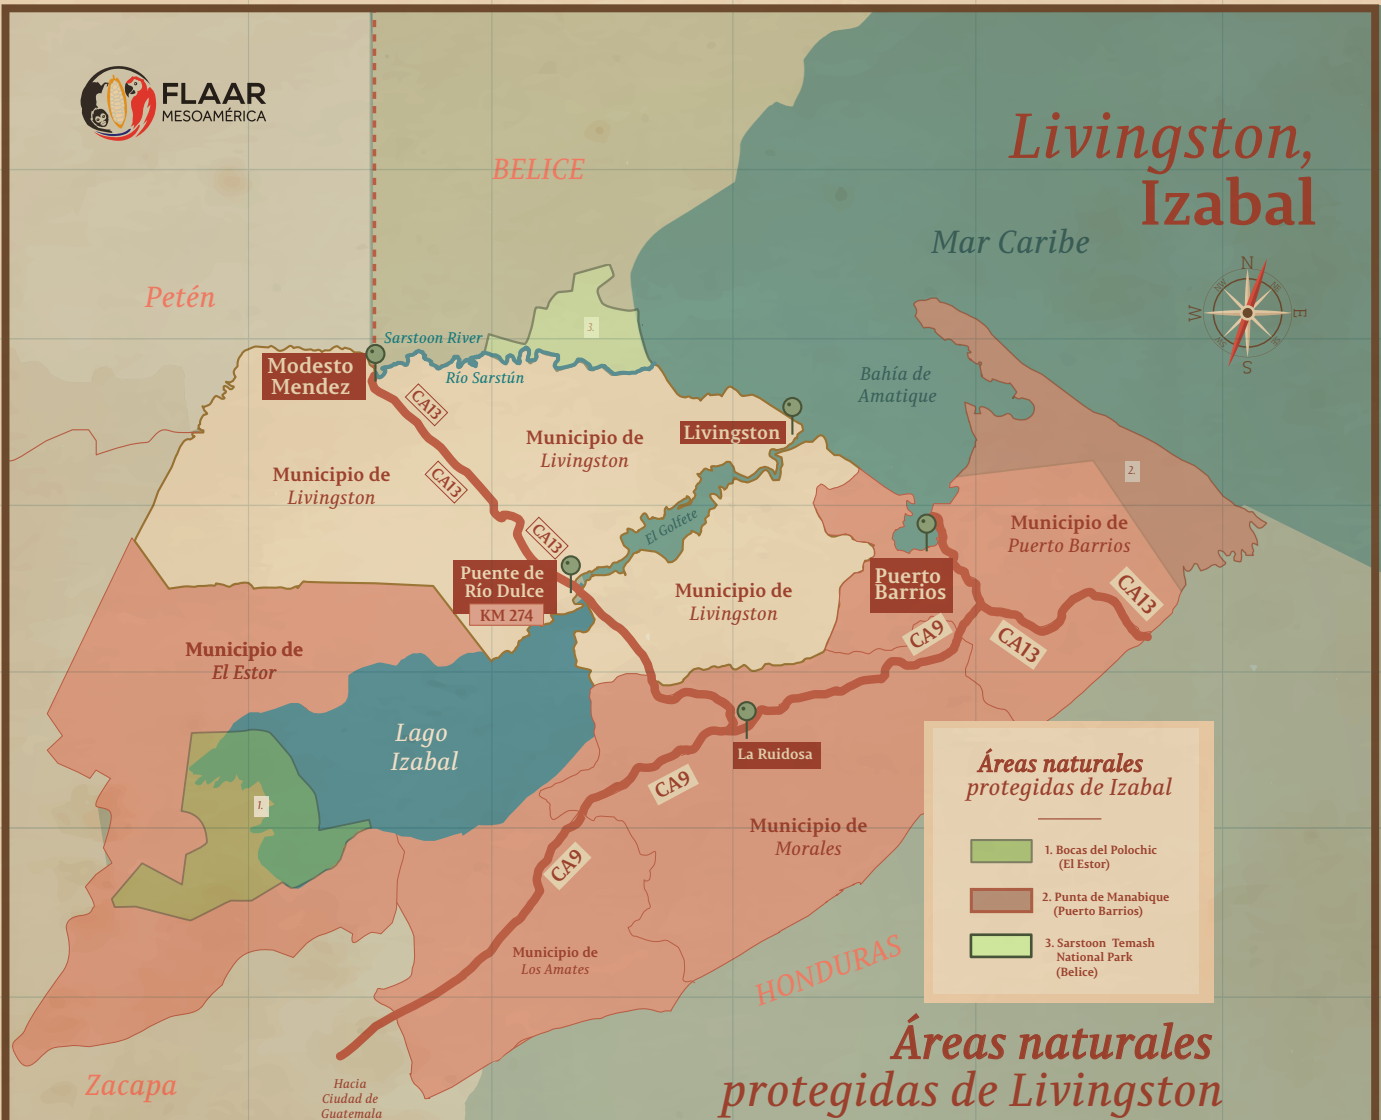 FLAAR
MESOAMÉRICA
Livingston,
Izabal
BELICE
Mar Caribe
N
NE
E
SE
S
SW
W
NW
Petén
3.
Sarstoon River
Río Sarstún
Modesto
Mendez
Bahía de
Amatique
CA13
Livingston
Municipio de
Livingston
Municipio de
Livingston
CA13
2.
CA13
El Golfete
Municipio de
Puerto Barrios
Puente de
Río Dulce
KM 274
Municipio de
Livingston
Puerto
Barrios
CA13
CA9
CA13
Municipio de
El Estor
Lago
Izabal
La Ruidosa
CA9
1.
Municipio de
Morales
CA9
Municipio de
Los Amates
HONDURAS
Áreas naturales
protegidas de Izabal
1. Bocas del Polochic
(El Estor)
2. Punta de Manabique
(Puerto Barrios)
3. Sarstoon Temash
National Park
(Belice)
Zacapa
Hacia
Ciudad de
Guatemala
Áreas naturales
protegidas de Livingston